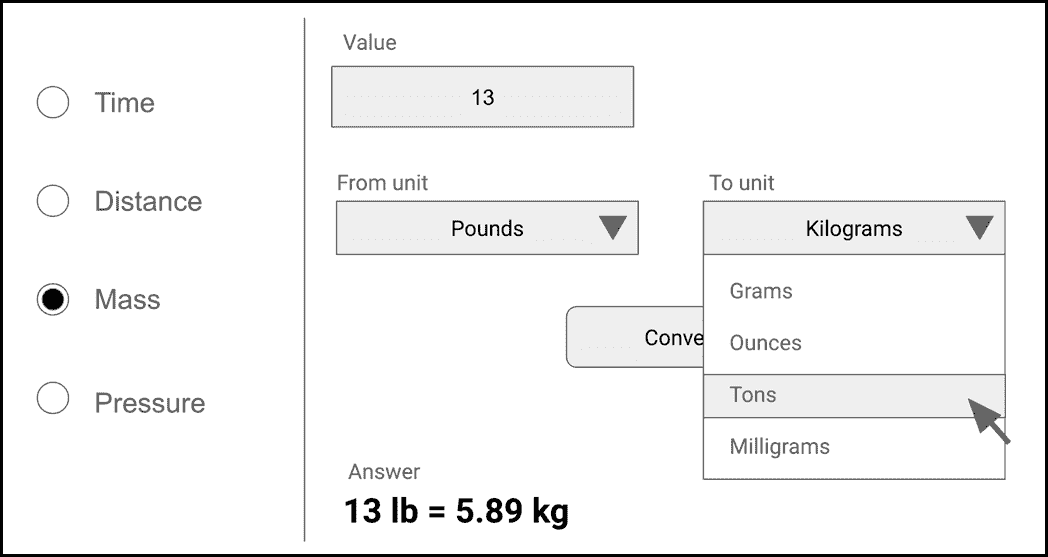 Time
Distance
Mass
Pressure
Value
13
From unit
Pounds
To unit
Kilograms
Grams
Ounces
Tons
Milligrams
Conve
Answer
13 lb = 5.89 kg